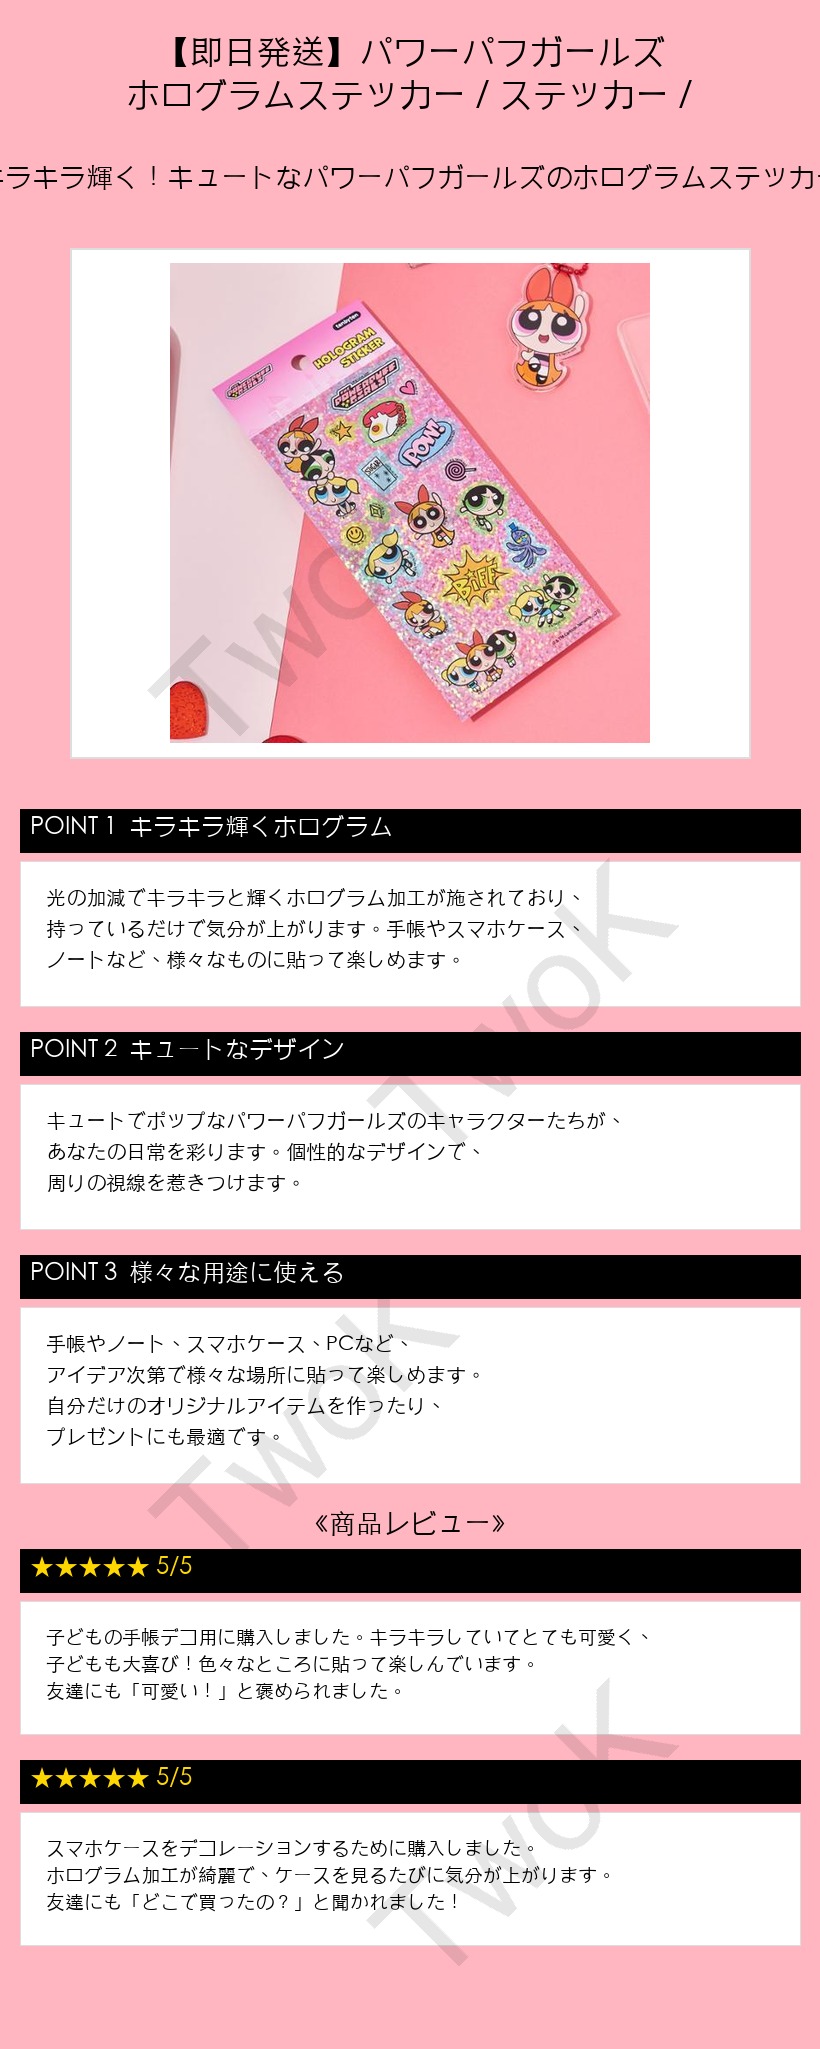 【即日発送】パワーパフガールズ
ホログラムステッカー / ステッカー /
キラキラ輝く！キュートなパワーパフガールズのホログラムステッカー
tenbyten
HOLOGRAM
STICKER
THE
POWERPUFF
GIRLS
THE
POWERPUFF
GIRLS
POW!
BIFF
TwoK
POINT 1 キラキラ輝くホログラム
光の加減でキラキラと輝くホログラム加工が施されており、
持っているだけで気分が上がります。手帳やスマホケース、
ノートなど、様々なものに貼って楽しめます。
TwoK
POINT 2 キュートなデザイン
キュートでポップなパワーパフガールズのキャラクターたちが、
あなたの日常を彩ります。個性的なデザインで、
周りの視線を惹きつけます。
POINT 3 様々な用途に使える
手帳やノート、スマホケース、PCなど、
アイデア次第で様々な場所に貼って楽しめます。
自分だけのオリジナルアイテムを作ったり、
プレゼントにも最適です。
TwoK
《商品レビュー》
★★★★★ 5/5
子どもの手帳デコ用に購入しました。キラキラしていてとても可愛く、
子どもも大喜び！色々なところに貼って楽しんでいます。
友達にも「可愛い！」と褒められました。
★★★★★ 5/5
スマホケースをデコレーションするために購入しました。
ホログラム加工が綺麗で、ケースを見るたびに気分が上がります。
友達にも「どこで買ったの？」と聞かれました！
TwoK